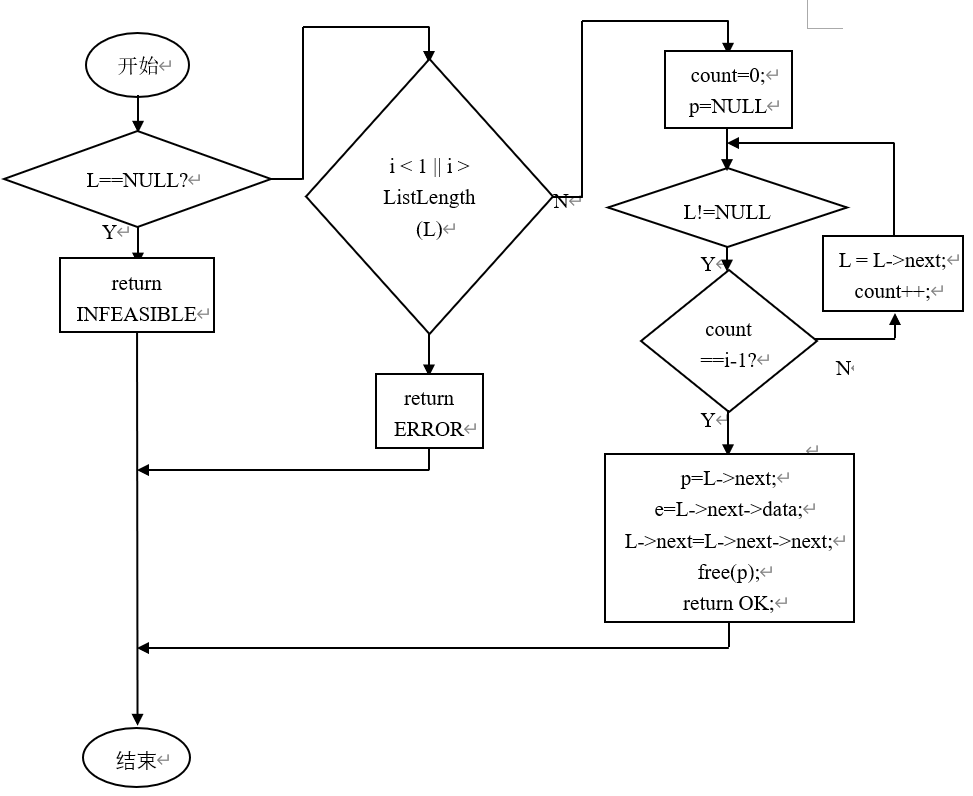 开始
L==NULL?
Y
return
INFEASIBLE
i < 1 || i >
ListLength
(L)
N
return
ERROR
count=0;
p=NULL
L!=NULL
Y
L = L->next;
count++;
count
==i-1?
N
Y
p=L->next;
e=L->next->data;
L->next=L->next->next;
free(p);
return OK;
结束